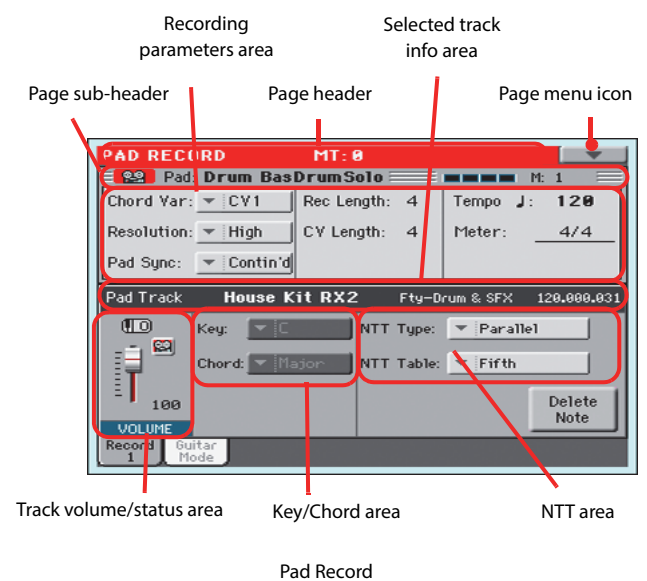 Recording
parameters area
Selected track
info area
Page sub-header
Page header
Page menu icon
PAD RECORD MT: 0
Pad: Drum BasDrumSolo M: 1
Chord Var: CV1 Rec Length: 4 Tempo ♩: 120
Resolution: High CV Length: 4 Meter: 4/4
Pad Sync: Contin'd
Pad Track House Kit RX2 Fty-Drum & SFX 120.000.031
Key: C NTT Type: Parallel
Chord: Major NTT Table: Fifth
100
VOLUME
Delete
Note
Record
1
Guitar
Mode
Track volume/status area
Key/Chord area
NTT area
Pad Record